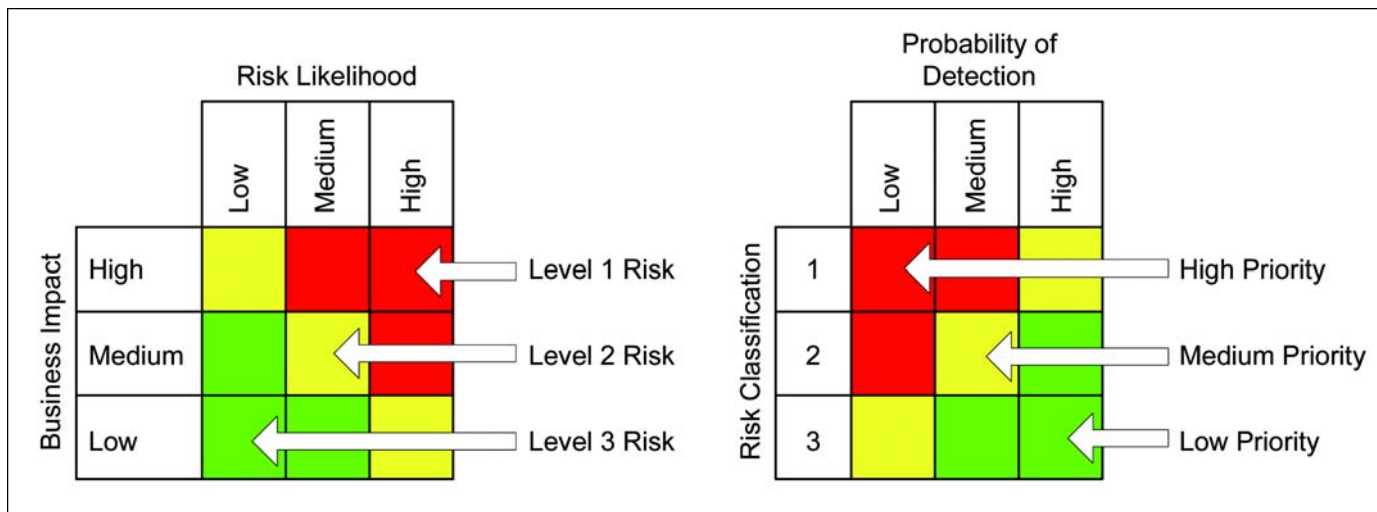 Risk Likelihood
Low
Medium
High
Business Impact
High
Medium
Low
Level 1 Risk
Level 2 Risk
Level 3 Risk
Probability of
Detection
Low
Medium
High
Risk Classification
1
2
3
High Priority
Medium Priority
Low Priority